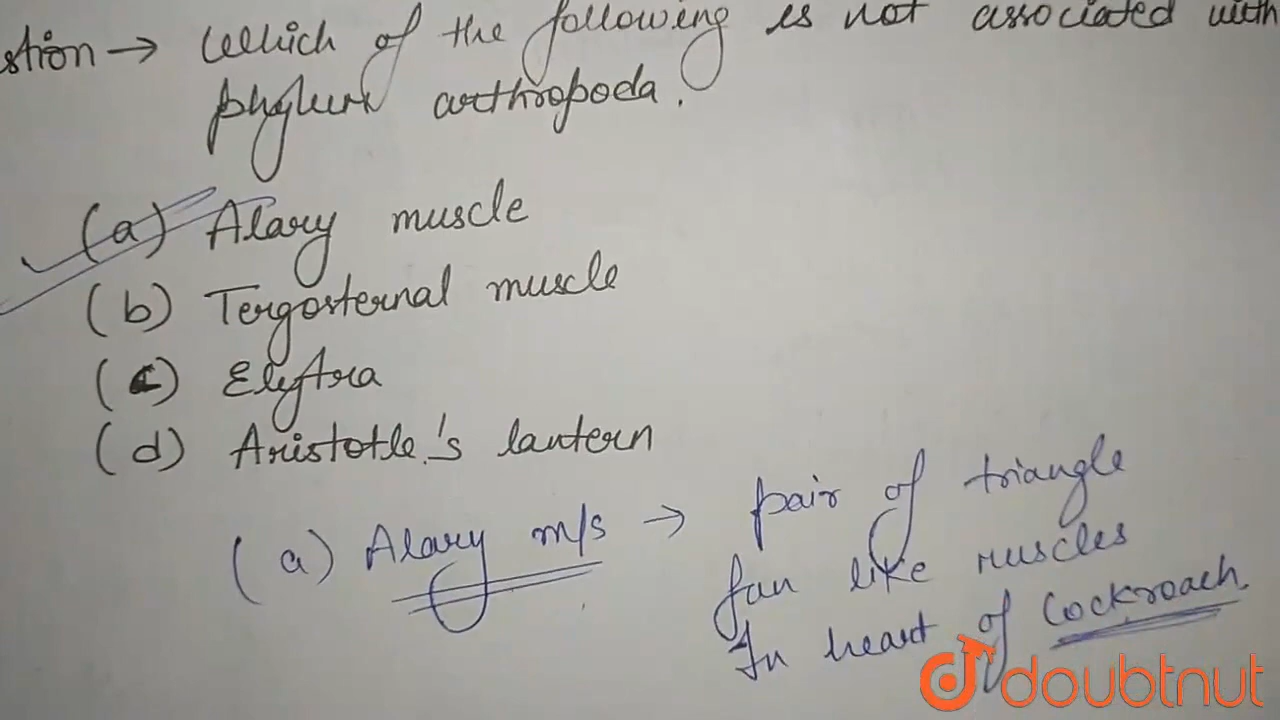 stion → Which of the following is not associated with
phylum arthropoda.
(a) Alary muscle
(b) Tergosternal muscle
(c) Elytra
(d) Aristotle's lantern
(a) Alary m/s → pair of triangle
fan like muscles
In heart of Cockroach.
doubtnut